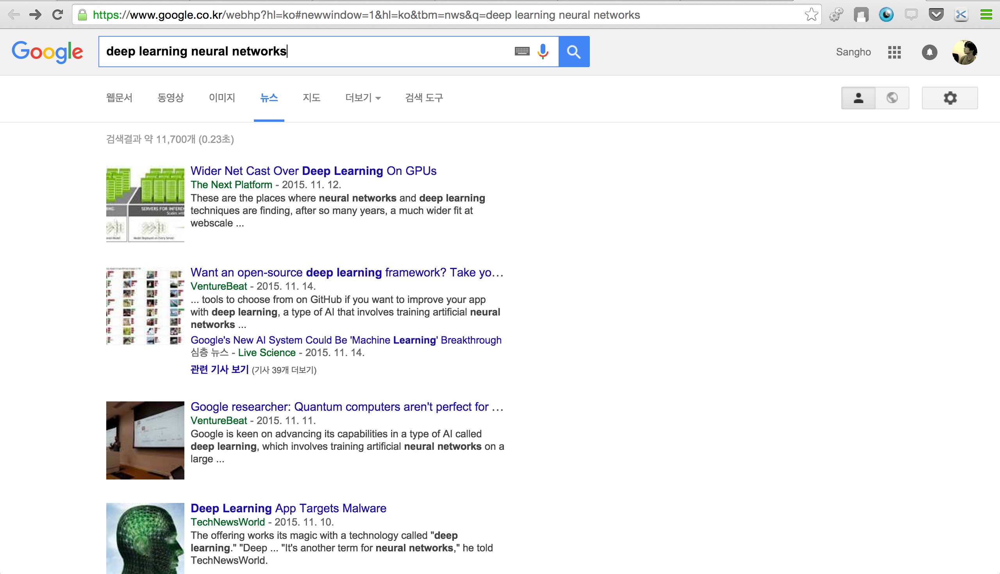 https://www.google.co.kr/webhp?hl=ko#newwindow=1&hl=ko&tbm=nws&q=deep learning neural networks
Google
deep learning neural networks
Sangho
웹문서 동영상 이미지 뉴스 지도 더보기 검색 도구
검색결과 약 11,700개 (0.23초)
Wider Net Cast Over Deep Learning On GPUs
The Next Platform - 2015. 11. 12.
These are the places where neural networks and deep learning
techniques are finding, after so many years, a much wider fit at
webscale ...
SERVERS FOR INFEREN
Model Deployed on Every Server
Want an open-source deep learning framework? Take yo...
VentureBeat - 2015. 11. 14.
... tools to choose from on GitHub if you want to improve your app
with deep learning, a type of AI that involves training artificial neural
networks ...
Google's New AI System Could Be 'Machine Learning' Breakthrough
심층 뉴스 - Live Science - 2015. 11. 14.
관련 기사 보기 (기사 39개 더보기)
Google researcher: Quantum computers aren't perfect for ...
VentureBeat - 2015. 11. 11.
Google is keen on advancing its capabilities in a type of AI called
deep learning, which involves training artificial neural networks on a
large ...
Deep Learning App Targets Malware
TechNewsWorld - 2015. 11. 10.
The offering works its magic with a technology called "deep
learning." "Deep ... "It's another term for neural networks," he told
TechNewsWorld.